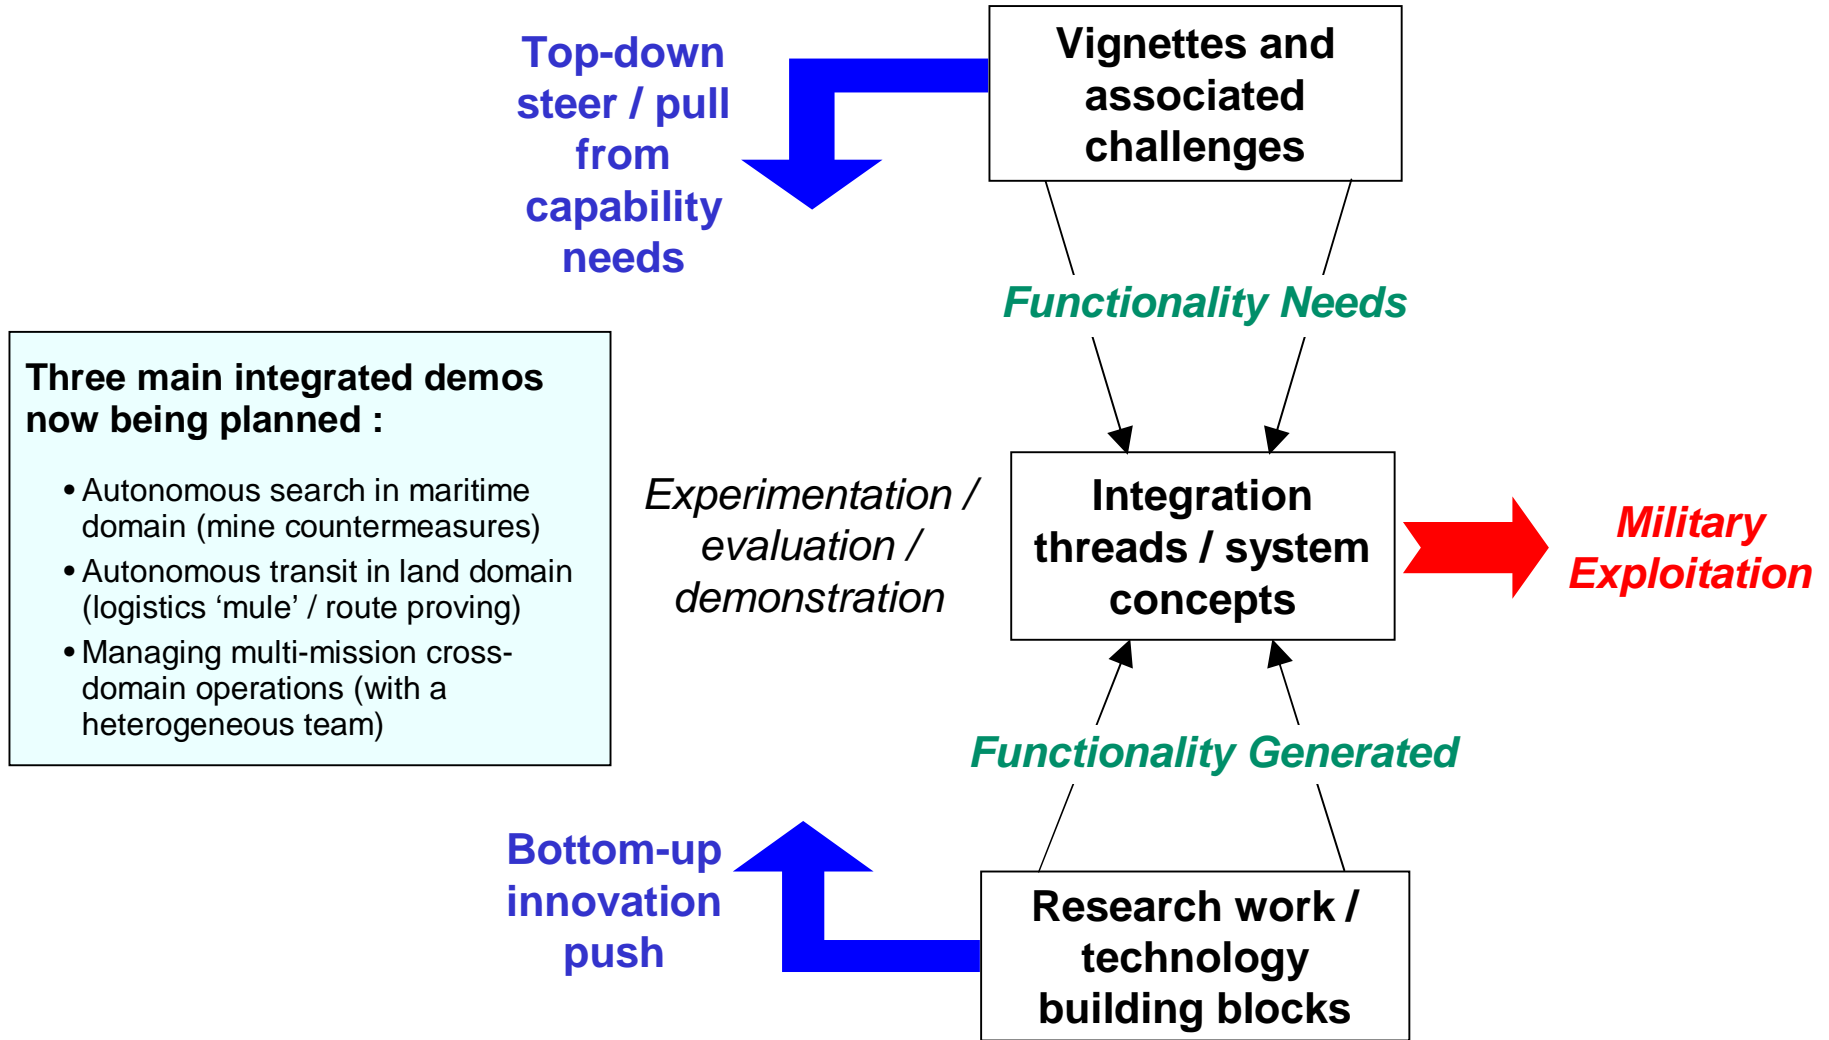 Top-down
steer / pull
from
capability
needs
Vignettes and
associated
challenges
Functionality Needs
Three main integrated demos
now being planned :
• Autonomous search in maritime
domain (mine countermeasures)
• Autonomous transit in land domain
(logistics ‘mule’ / route proving)
• Managing multi-mission cross-
domain operations (with a
heterogeneous team)
Experimentation /
evaluation /
demonstration
Integration
threads / system
concepts
Military
Exploitation
Functionality Generated
Bottom-up
innovation
push
Research work /
technology
building blocks